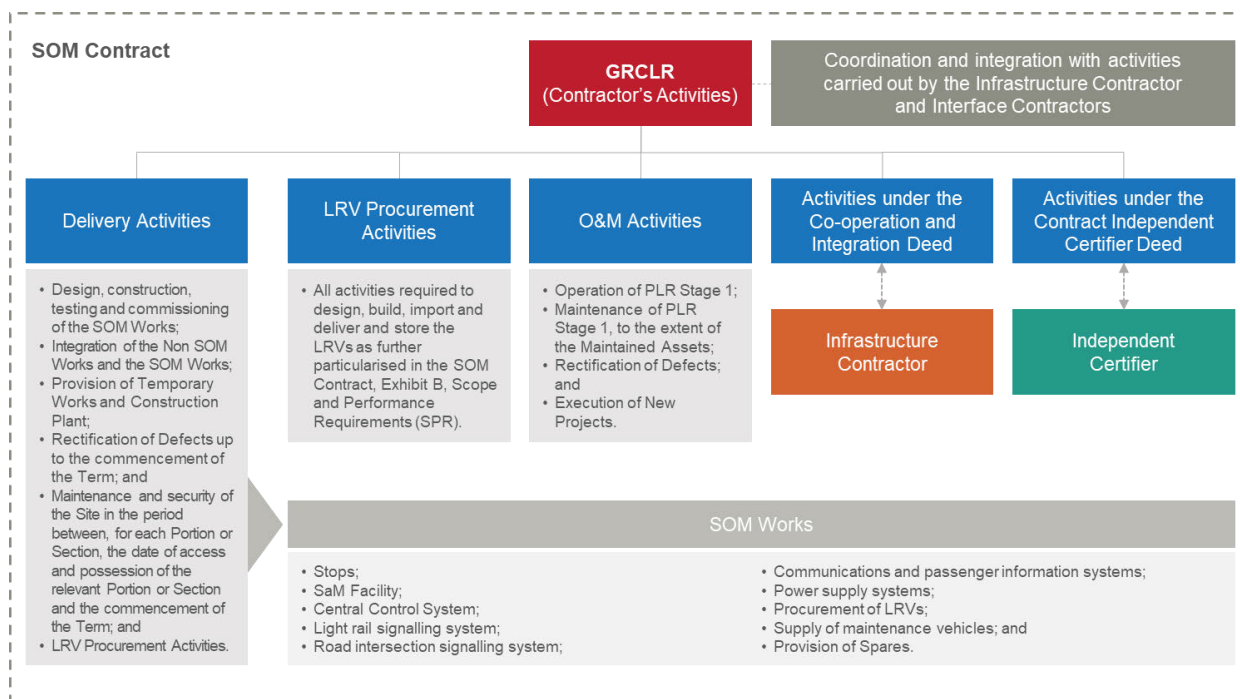 SOM Contract
GRCLR
(Contractor's Activities)
Coordination and integration with activities
carried out by the Infrastructure Contractor
and Interface Contractors
Delivery Activities
• Design, construction,
testing and commissioning
of the SOM Works;
• Integration of the Non SOM
Works and the SOM Works;
• Provision of Temporary
Works and Construction
Plant;
• Rectification of Defects up
to the commencement of
the Term; and
• Maintenance and security of
the Site in the period
between, for each Portion or
Section, the date of access
and possession of the
relevant Portion or Section
and the commencement of
the Term; and
• LRV Procurement Activities.
LRV Procurement
Activities
• All activities required to
design, build, import and
deliver and store the
LRVs as further
particularised in the SOM
Contract, Exhibit B, Scope
and Performance
Requirements (SPR).
O&M Activities
• Operation of PLR Stage 1;
• Maintenance of PLR
Stage 1, to the extent of
the Maintained Assets;
• Rectification of Defects;
and
• Execution of New
Projects.
Activities under the
Co-operation and
Integration Deed
Infrastructure
Contractor
Activities under the
Contract Independent
Certifier Deed
Independent
Certifier
SOM Works
• Stops;
• SaM Facility;
• Central Control System;
• Light rail signalling system;
• Road intersection signalling system;
• Communications and passenger information systems;
• Power supply systems;
• Procurement of LRVs;
• Supply of maintenance vehicles; and
• Provision of Spares.